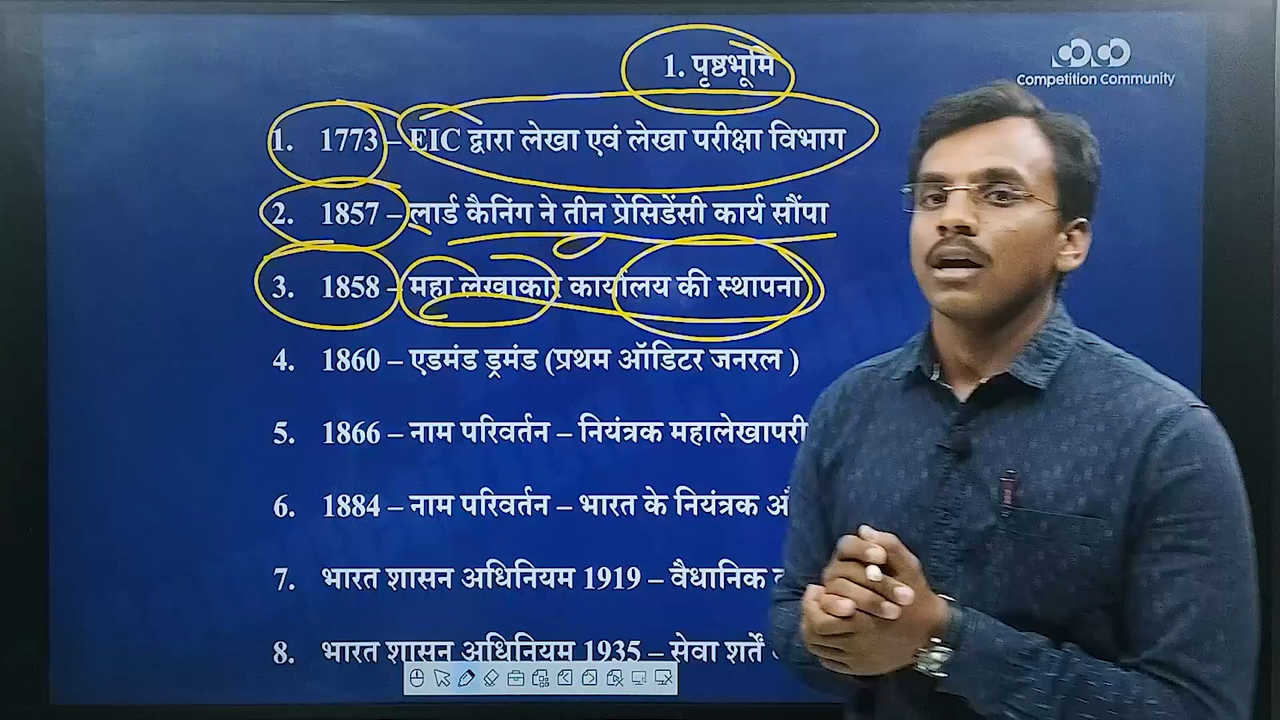 1. पृष्ठभूमि
Competition Community
1. 1773 – EIC द्वारा लेखा एवं लेखा परीक्षा विभाग
2. 1857 – लार्ड कैनिंग ने तीन प्रेसिडेंसी कार्य सौंपा
3. 1858 – महा लेखाकार कार्यालय की स्थापना
4. 1860 – एडमंड ड्रमंड (प्रथम ऑडिटर जनरल )
5. 1866 – नाम परिवर्तन – नियंत्रक
6. 1884 – नाम परिवर्तन – भारत के नियंत्रक
7. भारत शासन अधिनियम 1919 – वैधानिक
8. भारत शासन अधिनियम 1935 – सेवा शर्तें